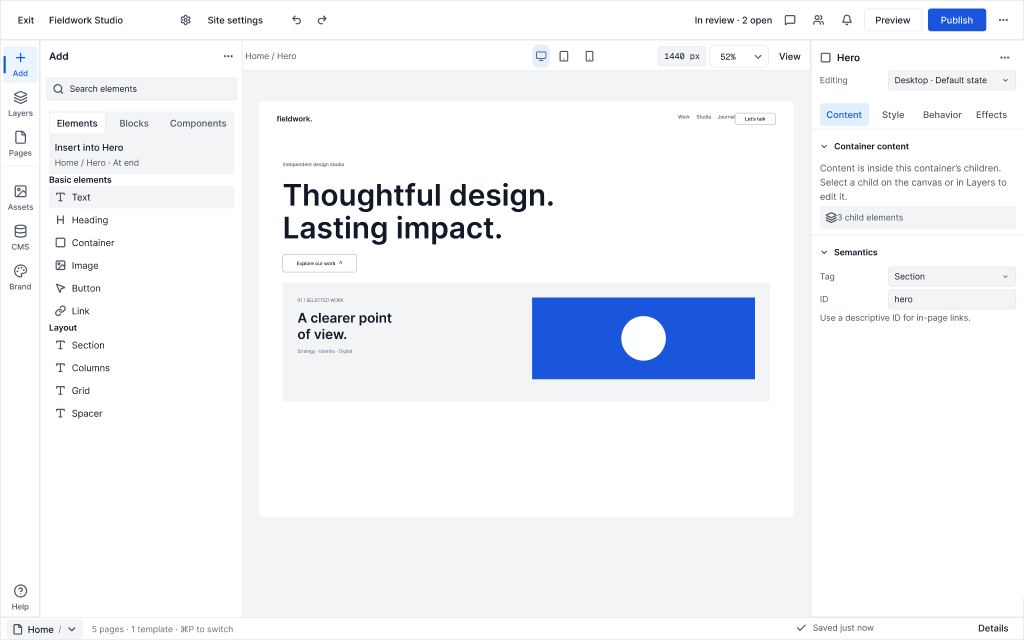 Exit Fieldwork Studio Site settings In review · 2 open Preview Publish
Add
Layers
Pages
Assets
CMS
Brand
Help
Add
Search elements
Elements Blocks Components
Insert into Hero
Home / Hero · At end
Basic elements
Text
Heading
Container
Image
Button
Link
Layout
Section
Columns
Grid
Spacer
Home / Hero 1440 px 52% View
fieldwork. Work Studio Journal Let's talk
Independent design studio
Thoughtful design.
Lasting impact.
Explore our work ↗
01 / SELECTED WORK
A clearer point
of view.
Strategy · Identity · Digital
Hero
Editing Desktop · Default state
Content Style Behavior Effects
Container content
Content is inside this container's children.
Select a child on the canvas or in Layers to
edit it.
3 child elements
Semantics
Tag Section
ID hero
Use a descriptive ID for in-page links.
Home / 5 pages · 1 template · ⌘P to switch Saved just now Details